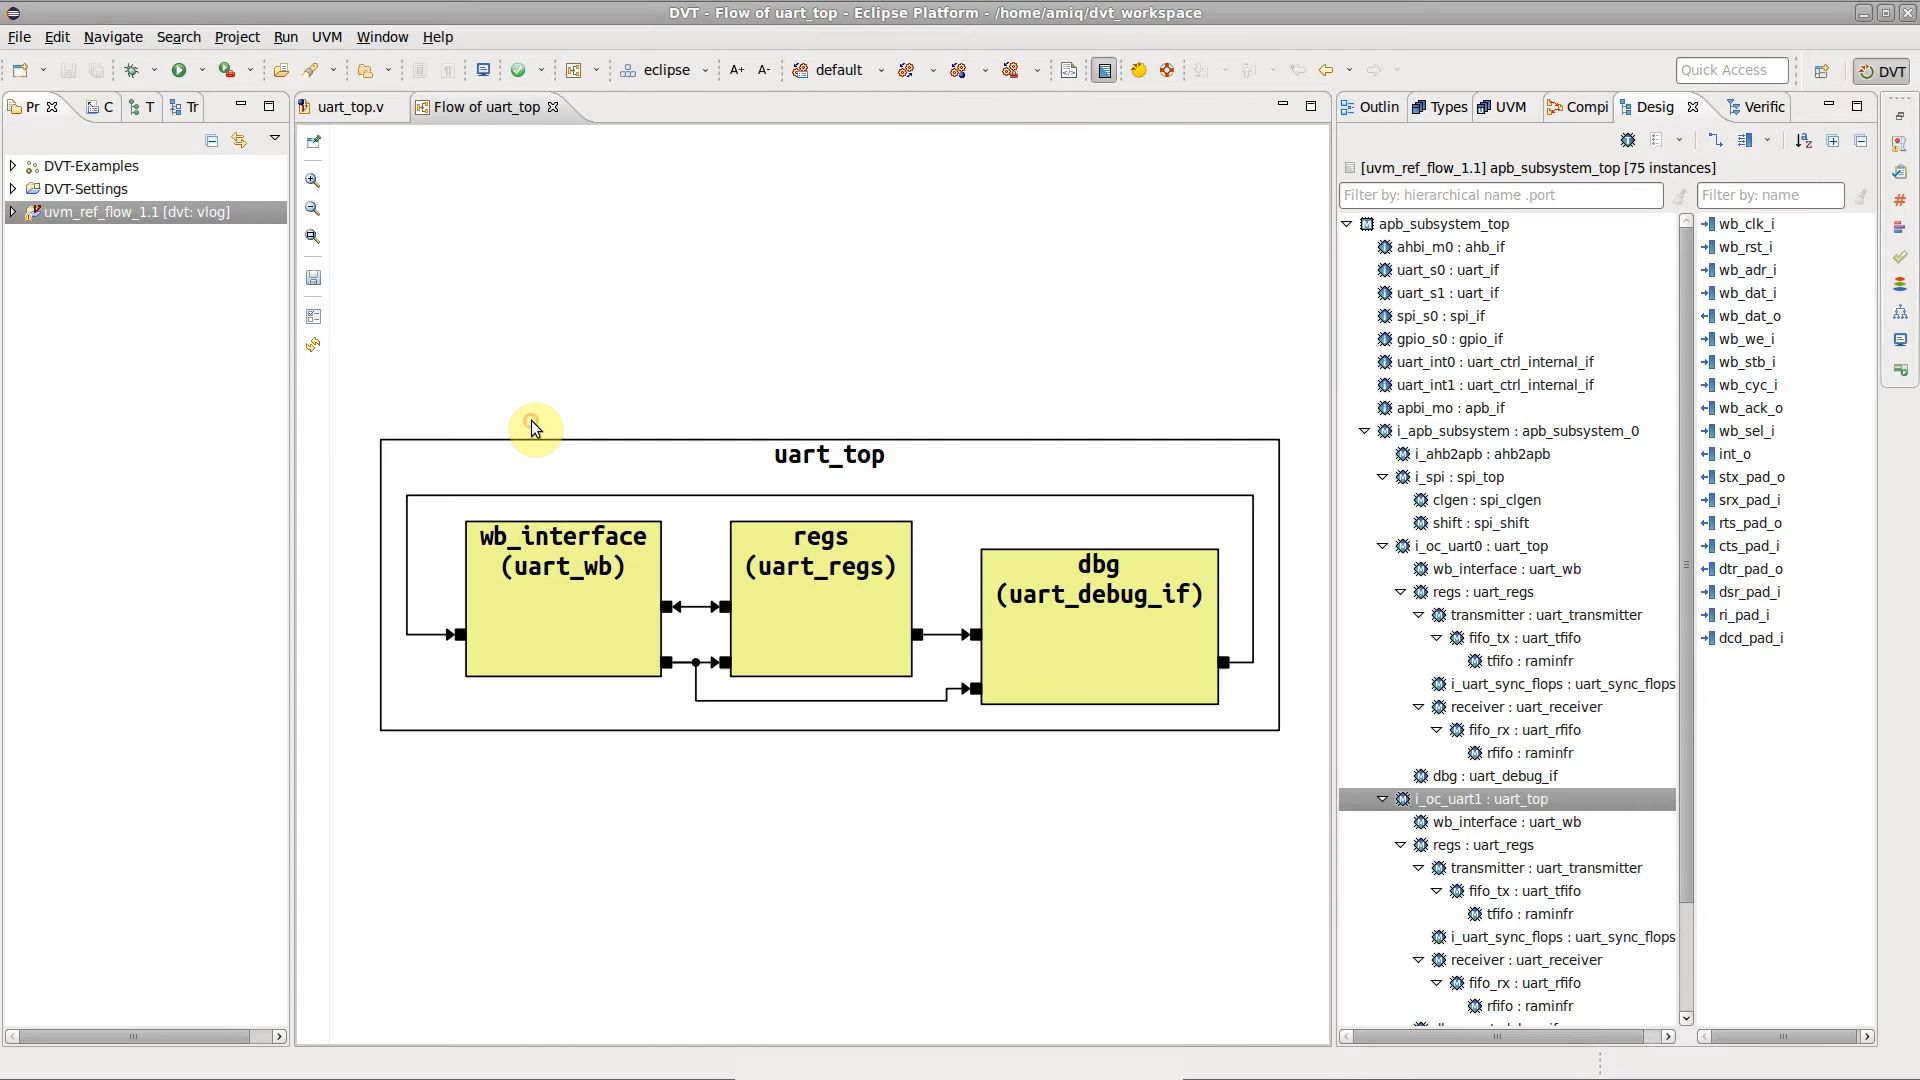 DVT - Flow of uart_top - Eclipse Platform - /home/amiq/dvt_workspace
File Edit Navigate Search Project Run UVM Window Help
eclipse A+ A- default Quick Access DVT
Pr C T Tr
uart_top.v Flow of uart_top
Outlin Types UVM Compi Desig Verific
DVT-Examples
DVT-Settings
uvm_ref_flow_1.1 [dvt: vlog]
uart_top
wb_interface
(uart_wb)
regs
(uart_regs)
dbg
(uart_debug_if)
[uvm_ref_flow_1.1] apb_subsystem_top [75 instances]
Filter by: hierarchical name .port
Filter by: name
apb_subsystem_top
ahbi_m0 : ahb_if
uart_s0 : uart_if
uart_s1 : uart_if
spi_s0 : spi_if
gpio_s0 : gpio_if
uart_int0 : uart_ctrl_internal_if
uart_int1 : uart_ctrl_internal_if
apbi_mo : apb_if
i_apb_subsystem : apb_subsystem_0
i_ahb2apb : ahb2apb
i_spi : spi_top
clgen : spi_clgen
shift : spi_shift
i_oc_uart0 : uart_top
wb_interface : uart_wb
regs : uart_regs
transmitter : uart_transmitter
fifo_tx : uart_tfifo
tfifo : raminfr
i_uart_sync_flops : uart_sync_flops
receiver : uart_receiver
fifo_rx : uart_rfifo
rfifo : raminfr
dbg : uart_debug_if
i_oc_uart1 : uart_top
wb_interface : uart_wb
regs : uart_regs
transmitter : uart_transmitter
fifo_tx : uart_tfifo
tfifo : raminfr
i_uart_sync_flops : uart_sync_flops
receiver : uart_receiver
fifo_rx : uart_rfifo
rfifo : raminfr
wb_clk_i
wb_rst_i
wb_adr_i
wb_dat_i
wb_dat_o
wb_we_i
wb_stb_i
wb_cyc_i
wb_ack_o
wb_sel_i
int_o
stx_pad_o
srx_pad_i
rts_pad_o
cts_pad_i
dtr_pad_o
dsr_pad_i
ri_pad_i
dcd_pad_i